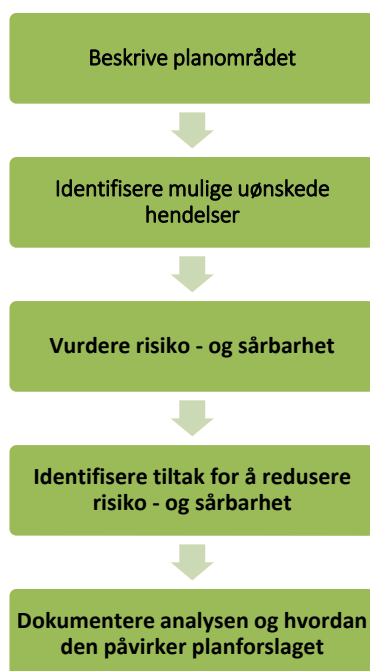 Beskrive planområdet
Identifisere mulige uønskede
hendelser
Vurdere risiko - og sårbarhet
Identifisere tiltak for å redusere
risiko - og sårbarhet
Dokumentere analysen og hvordan
den påvirker planforslaget